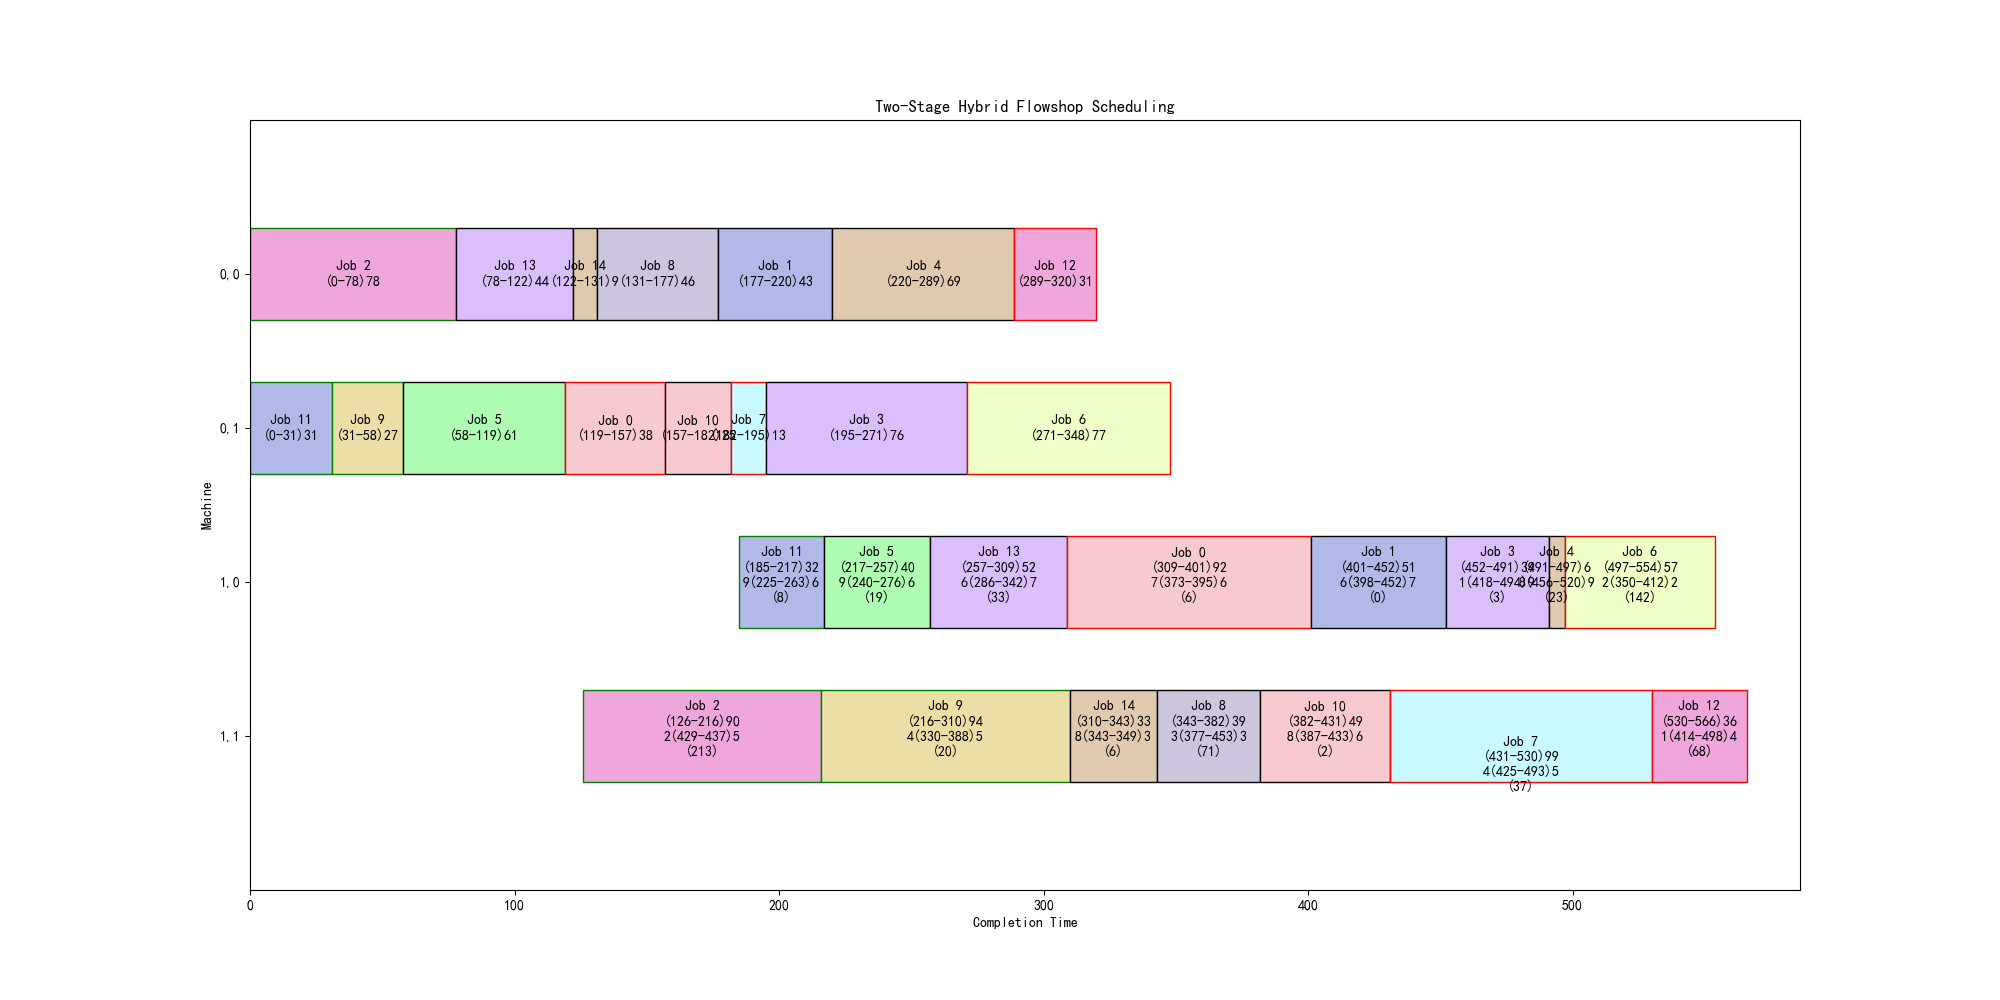 Two-Stage Hybrid Flowshop Scheduling
0,0
Job 2
(0-78)78
Job 13
(78-122)44
Job 14
(122-131)9
Job 8
(131-177)46
Job 1
(177-220)43
Job 4
(220-289)69
Job 12
(289-320)31
0,1
Job 11
(0-31)31
Job 9
(31-58)27
Job 5
(58-119)61
Job 0
(119-157)38
Job 10
(157-182)25
Job 7
(182-195)13
Job 3
(195-271)76
Job 6
(271-348)77
Machine
1,0
Job 11
(185-217)32
9(225-263)6
(8)
Job 5
(217-257)40
9(240-276)6
(19)
Job 13
(257-309)52
6(286-342)7
(33)
Job 0
(309-401)92
7(373-395)6
(6)
Job 1
(401-452)51
6(398-452)7
(0)
Job 3
(452-491)39
1(418-494)
(3)
Job 4
(491-497)6
(456-520)9
(23)
Job 6
(497-554)57
2(350-412)2
(142)
1,1
Job 2
(126-216)90
2(429-437)5
(213)
Job 9
(216-310)94
4(330-388)5
(20)
Job 14
(310-343)33
8(343-349)3
(6)
Job 8
(343-382)39
3(377-453)3
(71)
Job 10
(382-431)49
8(387-433)6
(2)
Job 7
(431-530)99
4(425-493)5
(37)
Job 12
(530-566)36
1(414-498)4
(68)
0
100
200
300
400
500
Completion Time